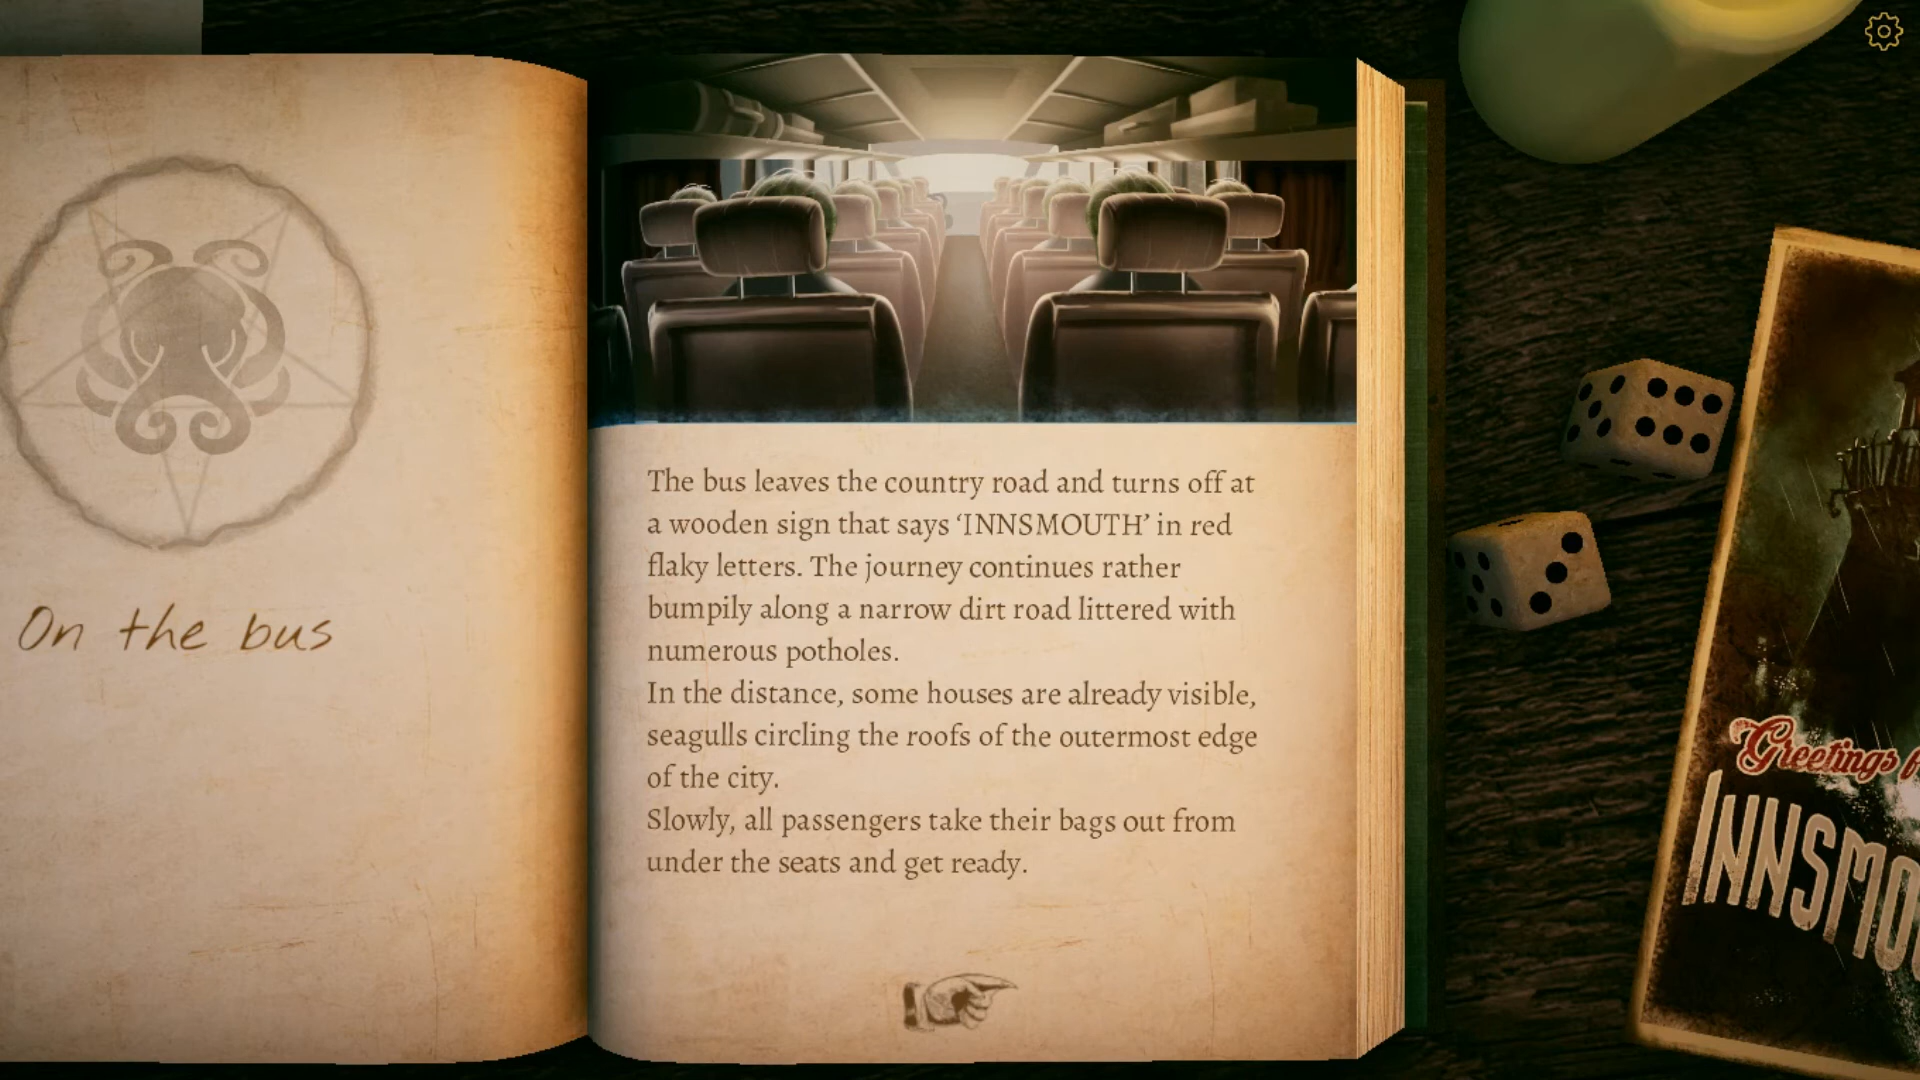 On the bus
The bus leaves the country road and turns off at
a wooden sign that says ‘INNSMOUTH’ in red
flaky letters. The journey continues rather
bumpily along a narrow dirt road littered with
numerous potholes.
In the distance, some houses are already visible,
seagulls circling the roofs of the outermost edge
of the city.
Slowly, all passengers take their bags out from
under the seats and get ready.
Greetings f
INNSMO